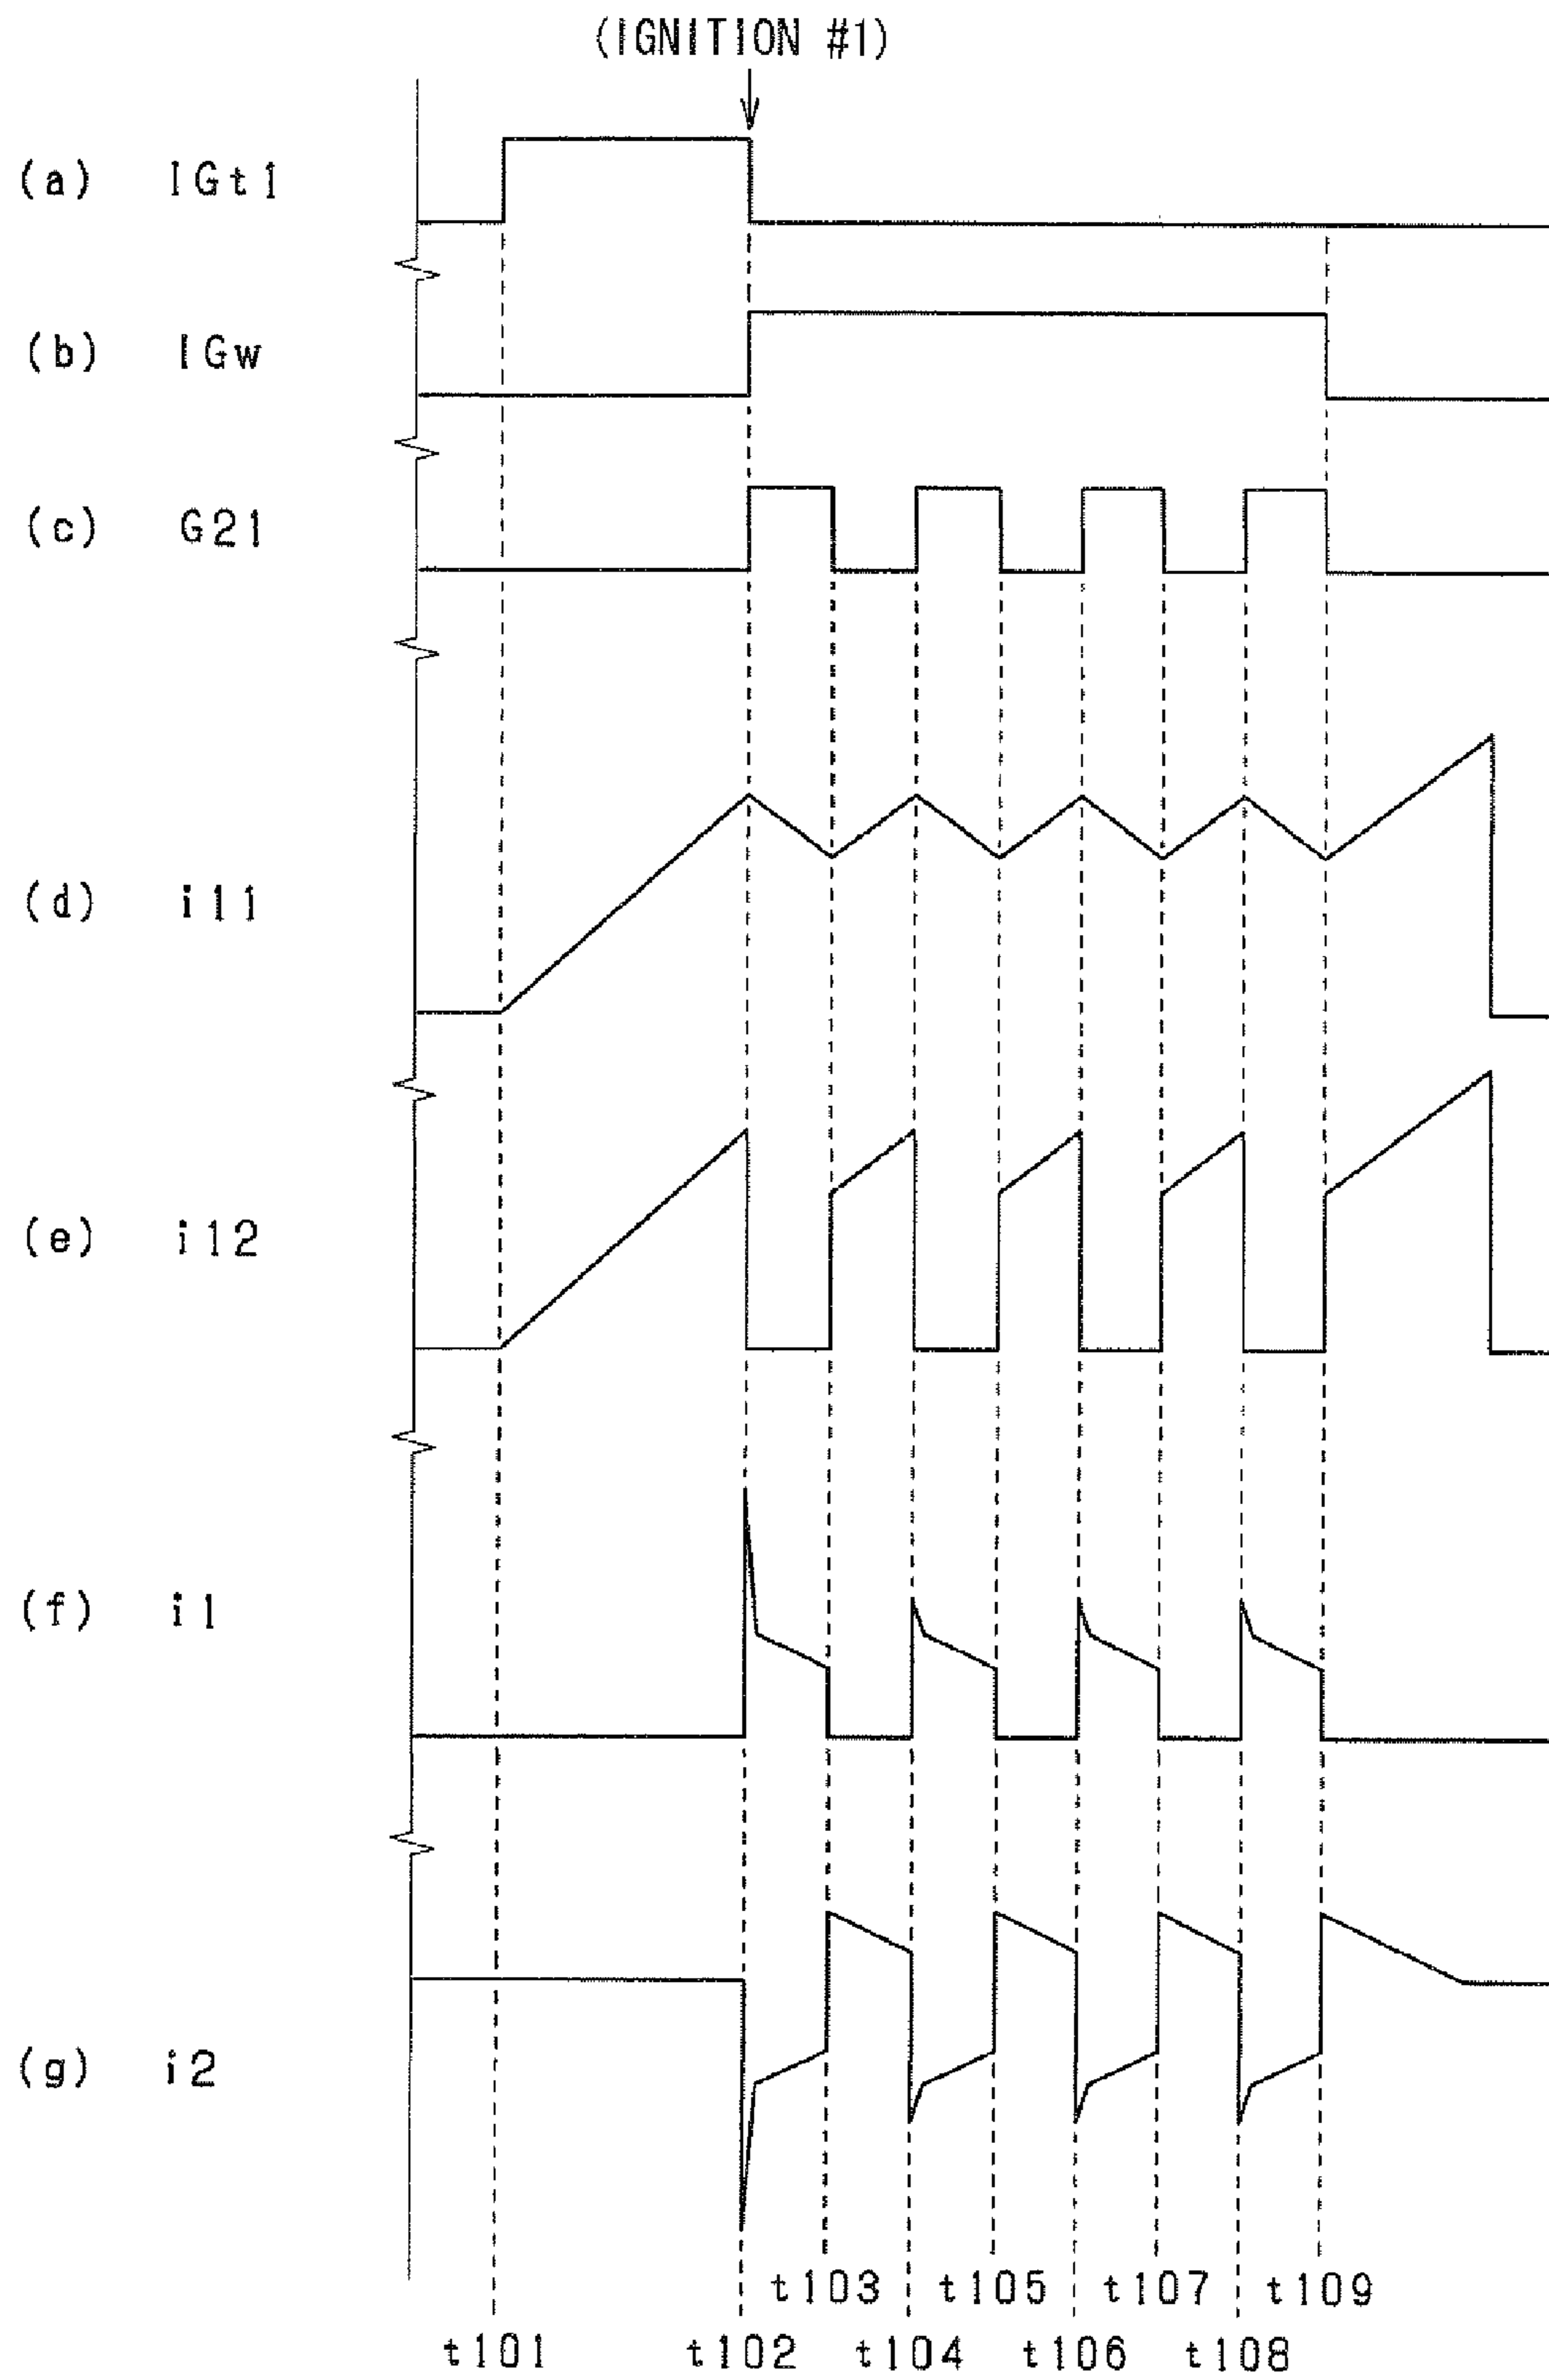 (IGNITION #1)
(a) IGt1
(b) IGw
(c) G21
(d) i11
(e) i12
(f) i1
(g) i2
t103 t105 t107 t109
t101 t102 t104 t106 t108